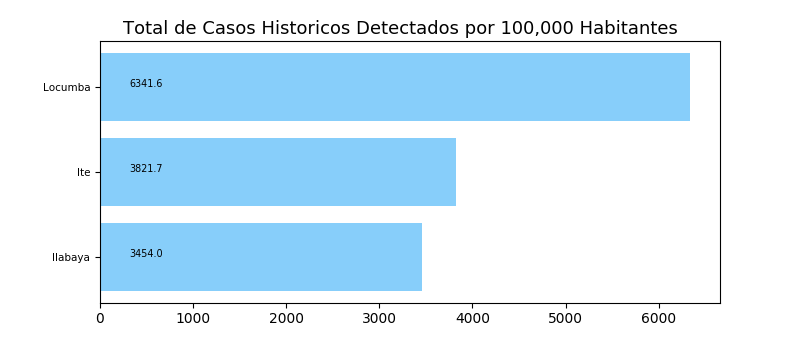 Total de Casos Historicos Detectados por 100,000 Habitantes
Locumba
6341.6
Ite
3821.7
Ilabaya
3454.0
0 1000 2000 3000 4000 5000 6000